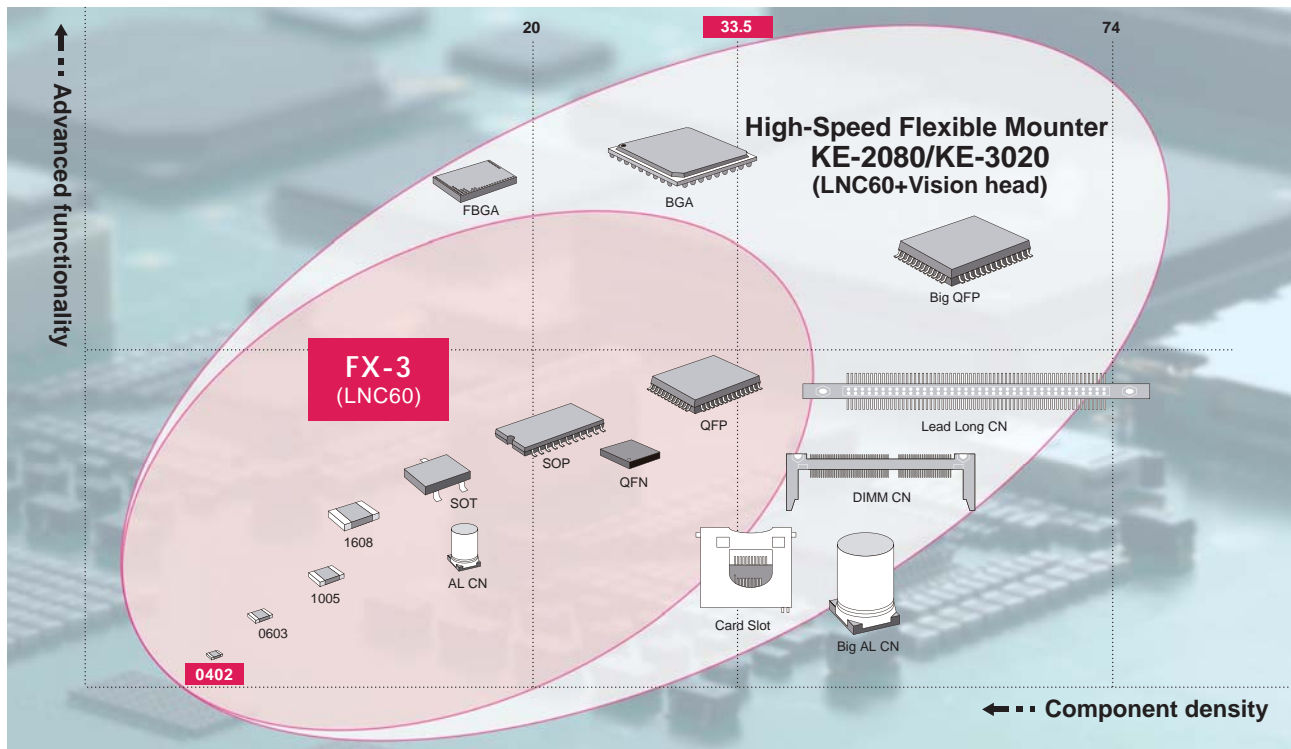 20
33.5
74
Advanced functionality
High-Speed Flexible Mounter
KE-2080/KE-3020
(LNC60+Vision head)
FBGA
BGA
Big QFP
FX-3
(LNC60)
QFP
Lead Long CN
SOP
QFN
DIMM CN
SOT
1608
AL CN
1005
Card Slot
Big AL CN
0603
0402
Component density